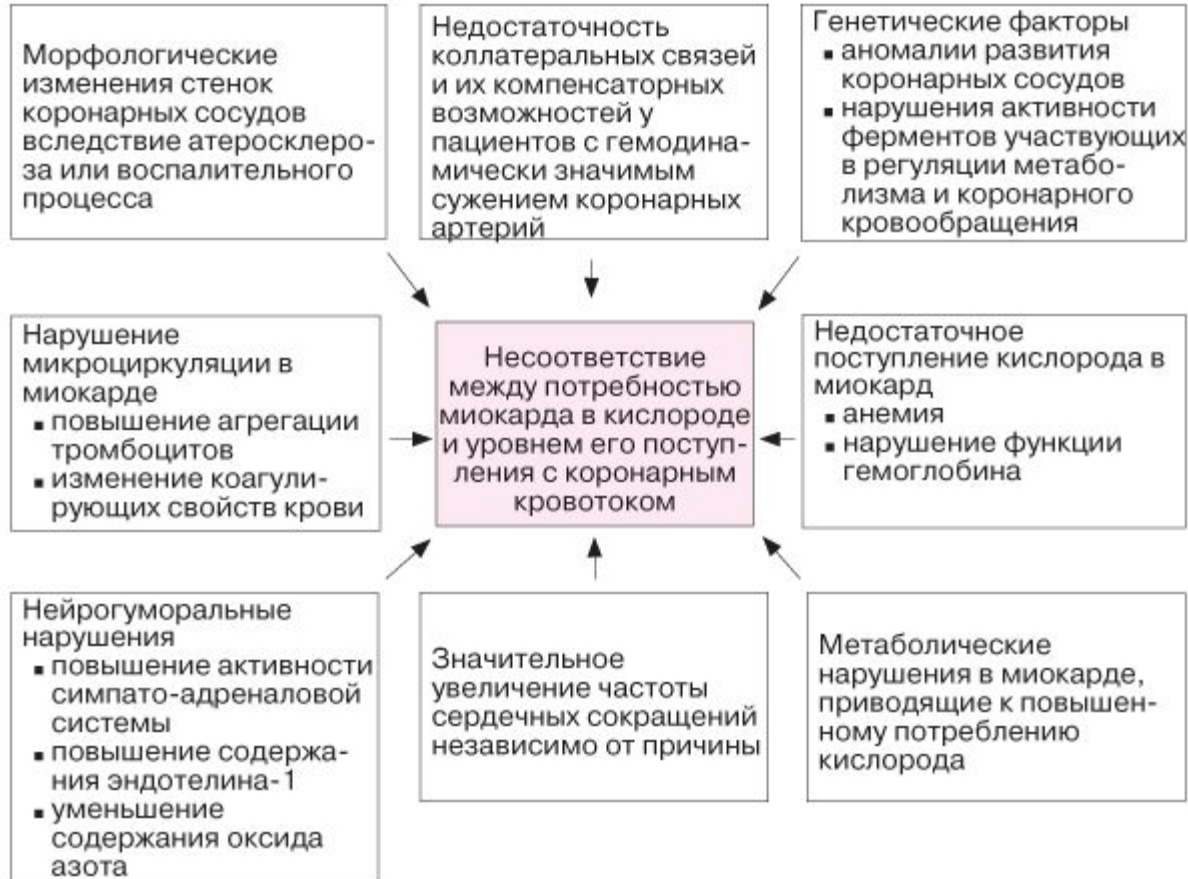 Морфологические
изменения стенок
коронарных сосудов
вследствие атеросклеро-
за или воспалительного
процесса
Недостаточность
коллатеральных связей
и их компенсаторных
возможностей у
пациентов с гемодина-
мически значимым
сужением коронарных
артерий
Генетические факторы
▪ аномалии развития
коронарных сосудов
▪ нарушения активности
ферментов участвующих
в регуляции метабо-
лизма и коронарного
кровообращения
Нарушение
микроциркуляции в
миокарде
▪ повышение агрегации
тромбоцитов
▪ изменение коагули-
рующих свойств крови
Несоответствие
между потребностью
миокарда в кислороде
и уровнем его поступ-
ления с коронарным
кровотоком
Недостаточное
поступление кислорода в
миокард
▪ анемия
▪ нарушение функции
гемоглобина
Нейрогуморальные
нарушения
▪ повышение активности
симпато-адреналовой
системы
▪ повышение содержа-
ния эндотелина-1
▪ уменьшение
содержания оксида
азота
Значительное
увеличение частоты
сердечных сокращений
независимо от причины
Метаболические
нарушения в миокарде,
приводящие к повышен-
ному потреблению
кислорода